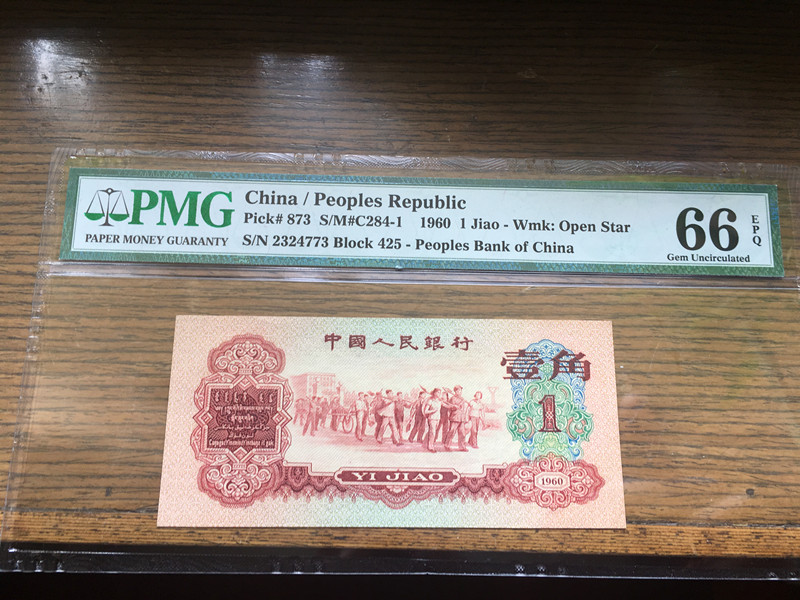 PMG
PAPER MONEY GUARANTY
China / Peoples Republic
Pick# 873 S/M#C284-1 1960 1 Jiao - Wmk: Open Star
S/N 2324773 Block 425 - Peoples Bank of China
66
EPQ
Gem Uncirculated
中國人民銀行
壹角
1
YI JIAO
1960